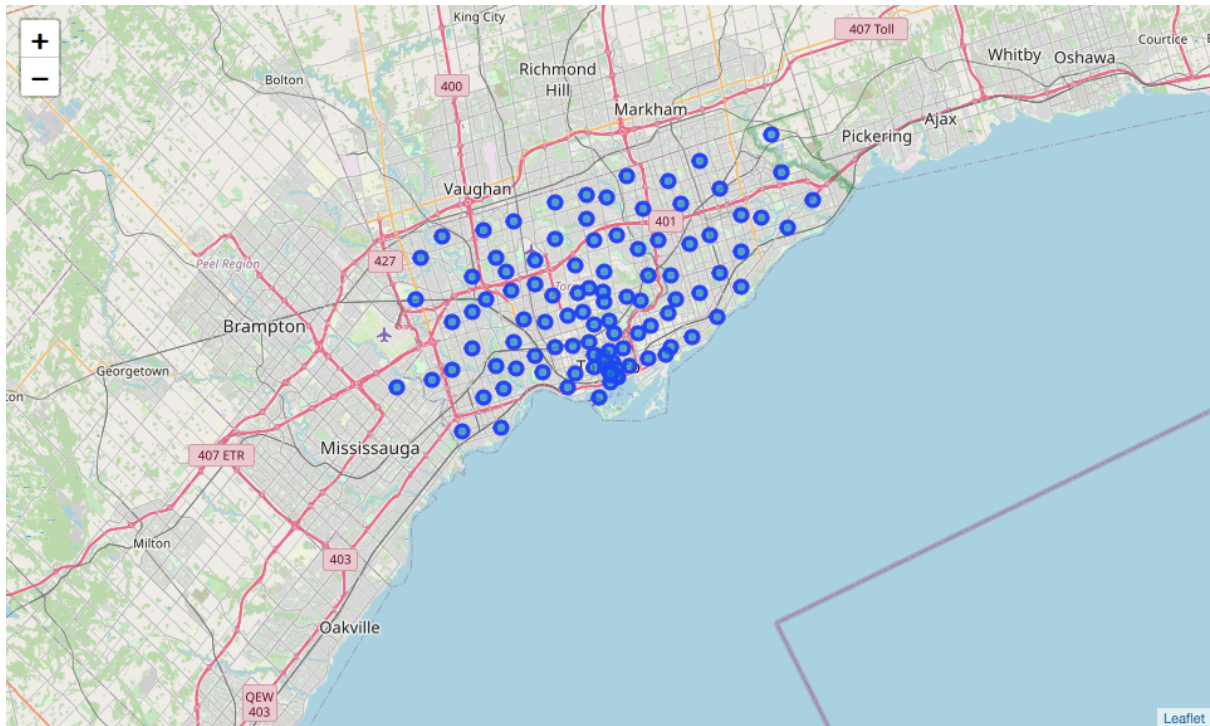 King City
407 Toll
+
−
Courtice
Whitby
Oshawa
Richmond
Hill
Bolton
400
Markham
Ajax
Pickering
Vaughan
401
427
Peel Region
Brampton
Georgetown
Mississauga
407 ETR
Milton
403
Oakville
QEW
403
Leaflet